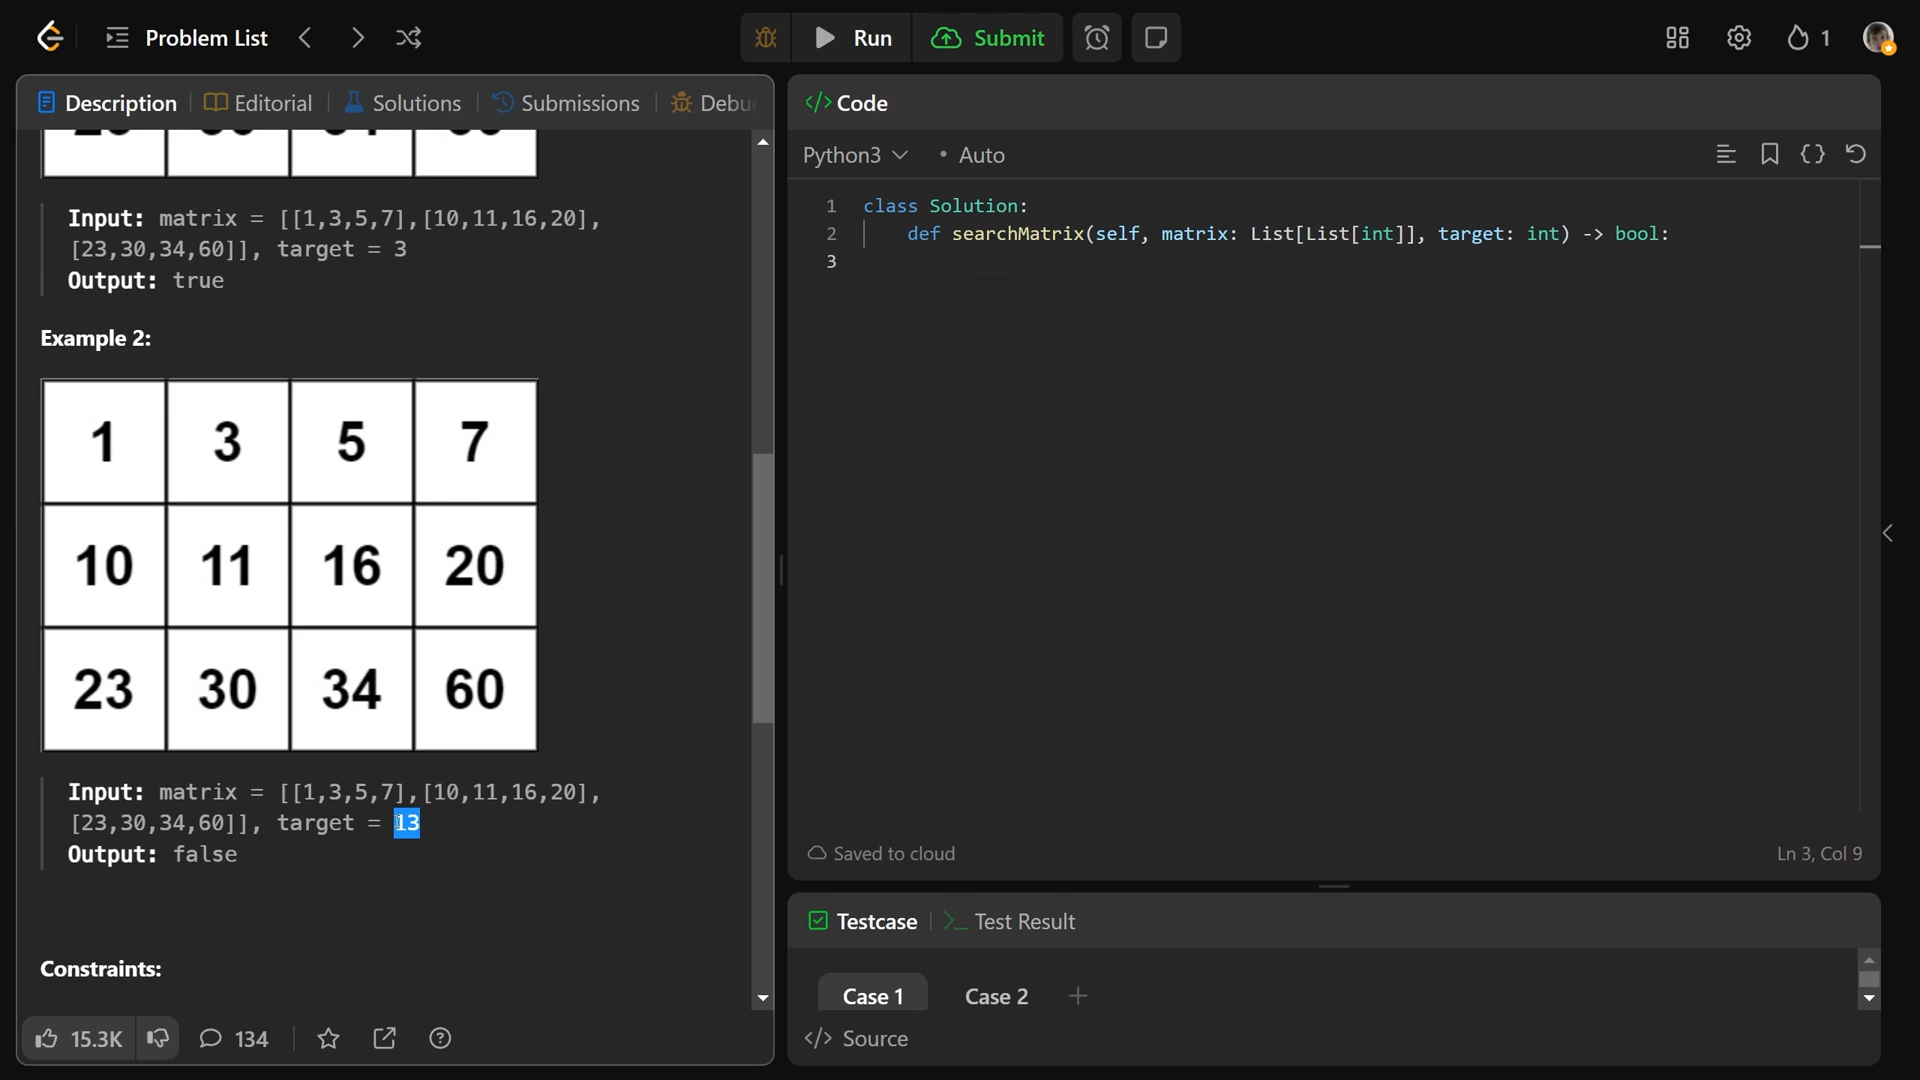 Problem List
Run
Submit
1
Description
Editorial
Solutions
Submissions
Input: matrix = [[1,3,5,7],[10,11,16,20],
[23,30,34,60]], target = 3
Output: true
Example 2:
1 3 5 7
10 11 16 20
23 30 34 60
Input: matrix = [[1,3,5,7],[10,11,16,20],
[23,30,34,60]], target = 13
Output: false
Constraints:
15.3K
134
</> Code
Python3
• Auto
1 class Solution:
2 def searchMatrix(self, matrix: List[List[int]], target: int) -> bool:
3
Saved to cloud
Ln 3, Col 9
Testcase
Test Result
Case 1
Case 2
</> Source